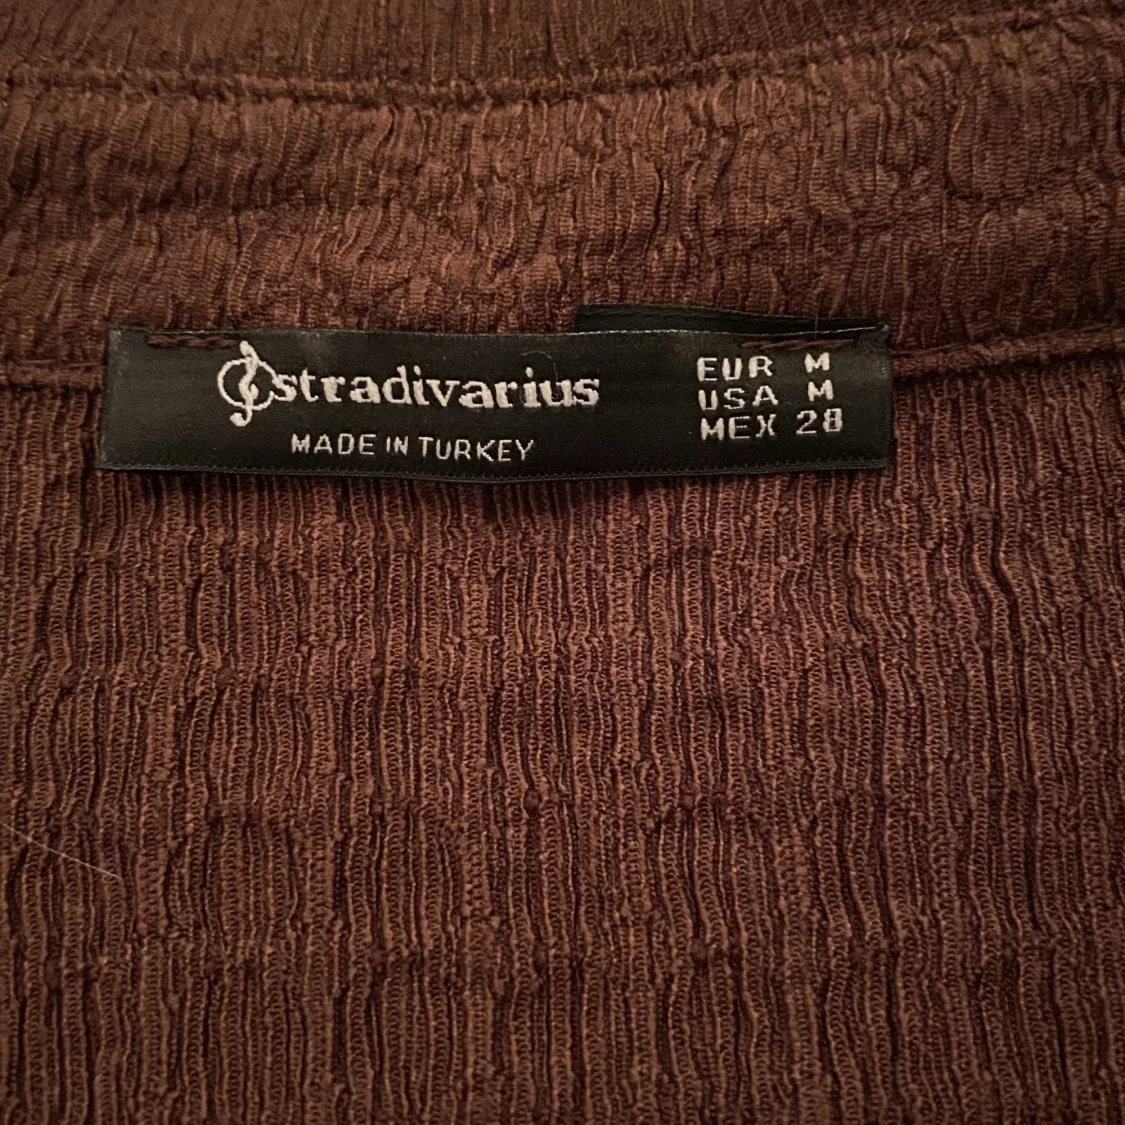 stradivarius
MADE IN TURKEY
EUR M
USA M
MEX 28